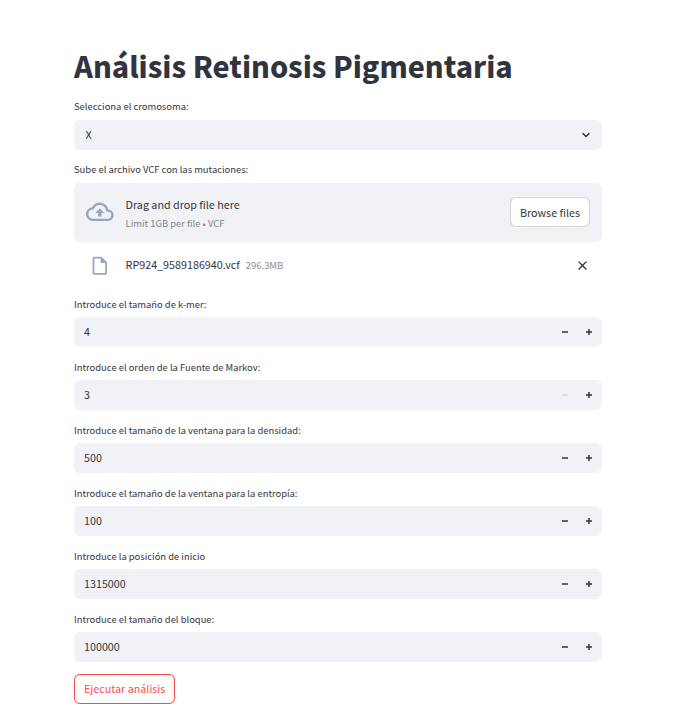 Análisis Retinosis Pigmentaria
Selecciona el cromosoma:
X
Sube el archivo VCF con las mutaciones:
Drag and drop file here
Limit 1GB per file • VCF
Browse files
RP924_9589186940.vcf 296.3MB
Introduce el tamaño de k-mer:
4
Introduce el orden de la Fuente de Markov:
3
Introduce el tamaño de la ventana para la densidad:
500
Introduce el tamaño de la ventana para la entropía:
100
Introduce la posición de inicio
1315000
Introduce el tamaño del bloque:
100000
Ejecutar análisis